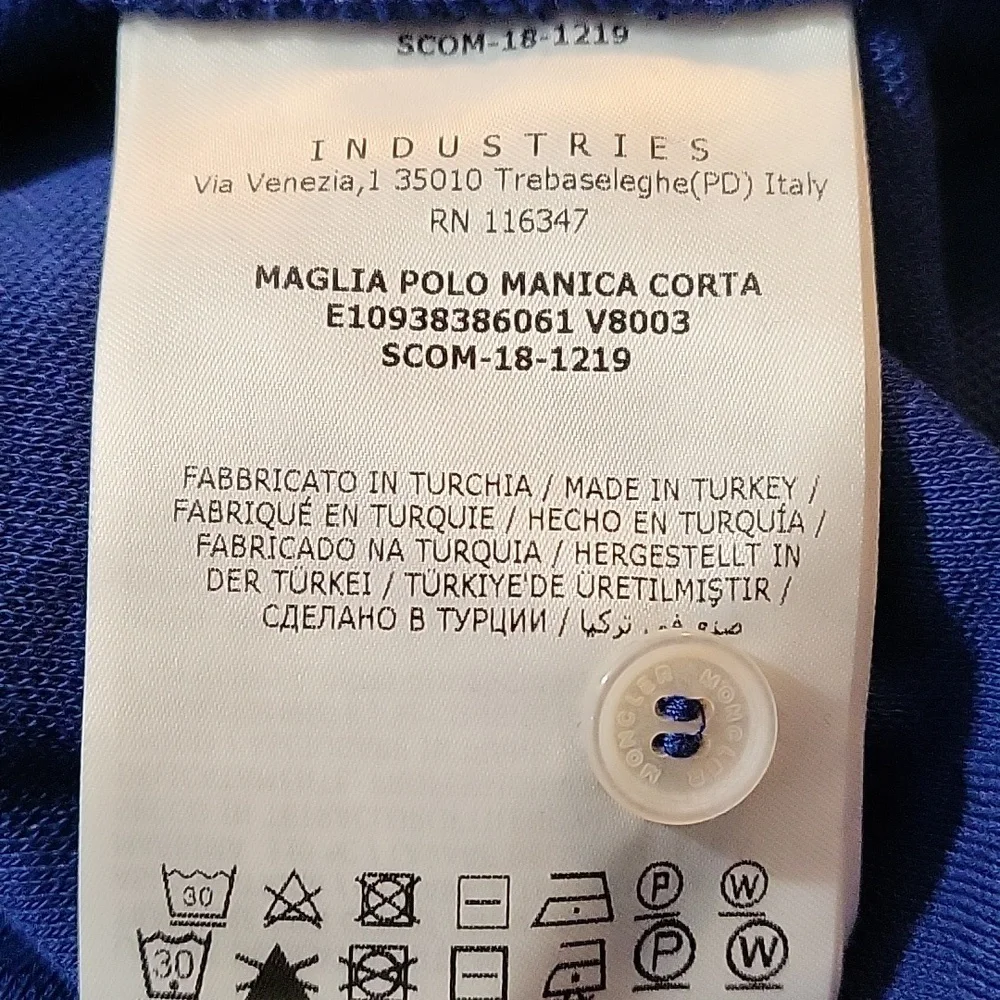 SCOM-18-1219
INDUSTRIES
Via Venezia,1 35010 Trebaseleghe(PD) Italy
RN 116347
MAGLIA POLO MANICA CORTA
E10938386061 V8003
SCOM-18-1219
FABBRICATO IN TURCHIA / MADE IN TURKEY /
FABRIQUÉ EN TURQUIE / HECHO EN TURQUÍA /
FABRICADO NA TURQUIA / HERGESTELLT IN
DER TÜRKEI / TÜRKIYE'DE ÜRETILMIŞTIR /
СДЕЛАНО В ТУРЦИИ / تركيا
MONCLER MONCLER
30 P W
30 P W